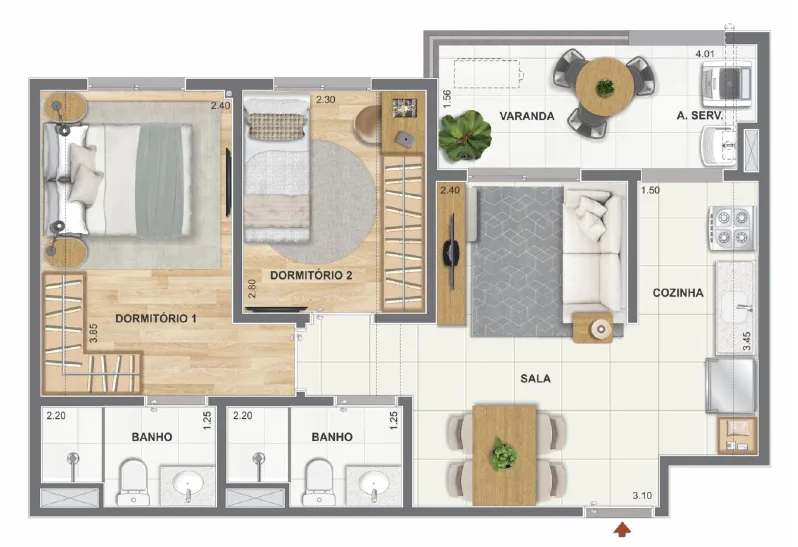 4.01
2.40
2.30
1.56
VARANDA
A. SERV.
2.40
1.50
DORMITÓRIO 2
2.80
COZINHA
DORMITÓRIO 1
3.85
3.45
SALA
2.20
BANHO
1.25
2.20
BANHO
1.25
3.10